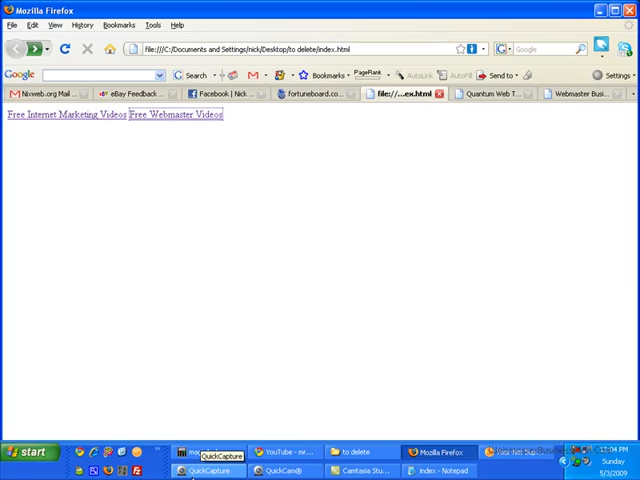 Mozilla Firefox
File Edit View History Bookmarks Tools Help
file:///C:/Documents and Settings/nick/Desktop/to delete/index.html
Google
Google Search Bookmarks PageRank AutoLink AutoFill Send to Settings
Nixweb.org Mail ... eBay Feedback ... Facebook | Nick ... fortuneboard.co... file://...ex.html Quantum Web T... Webmaster Busi...
Free Internet Marketing Videos Free Webmaster Videos
start YouTube - mr... to delete Mozilla Firefox
QuickCapture
QuickCapture QuickCam® Camtasia Stu... index - Notepad
Sunday
5/3/2009